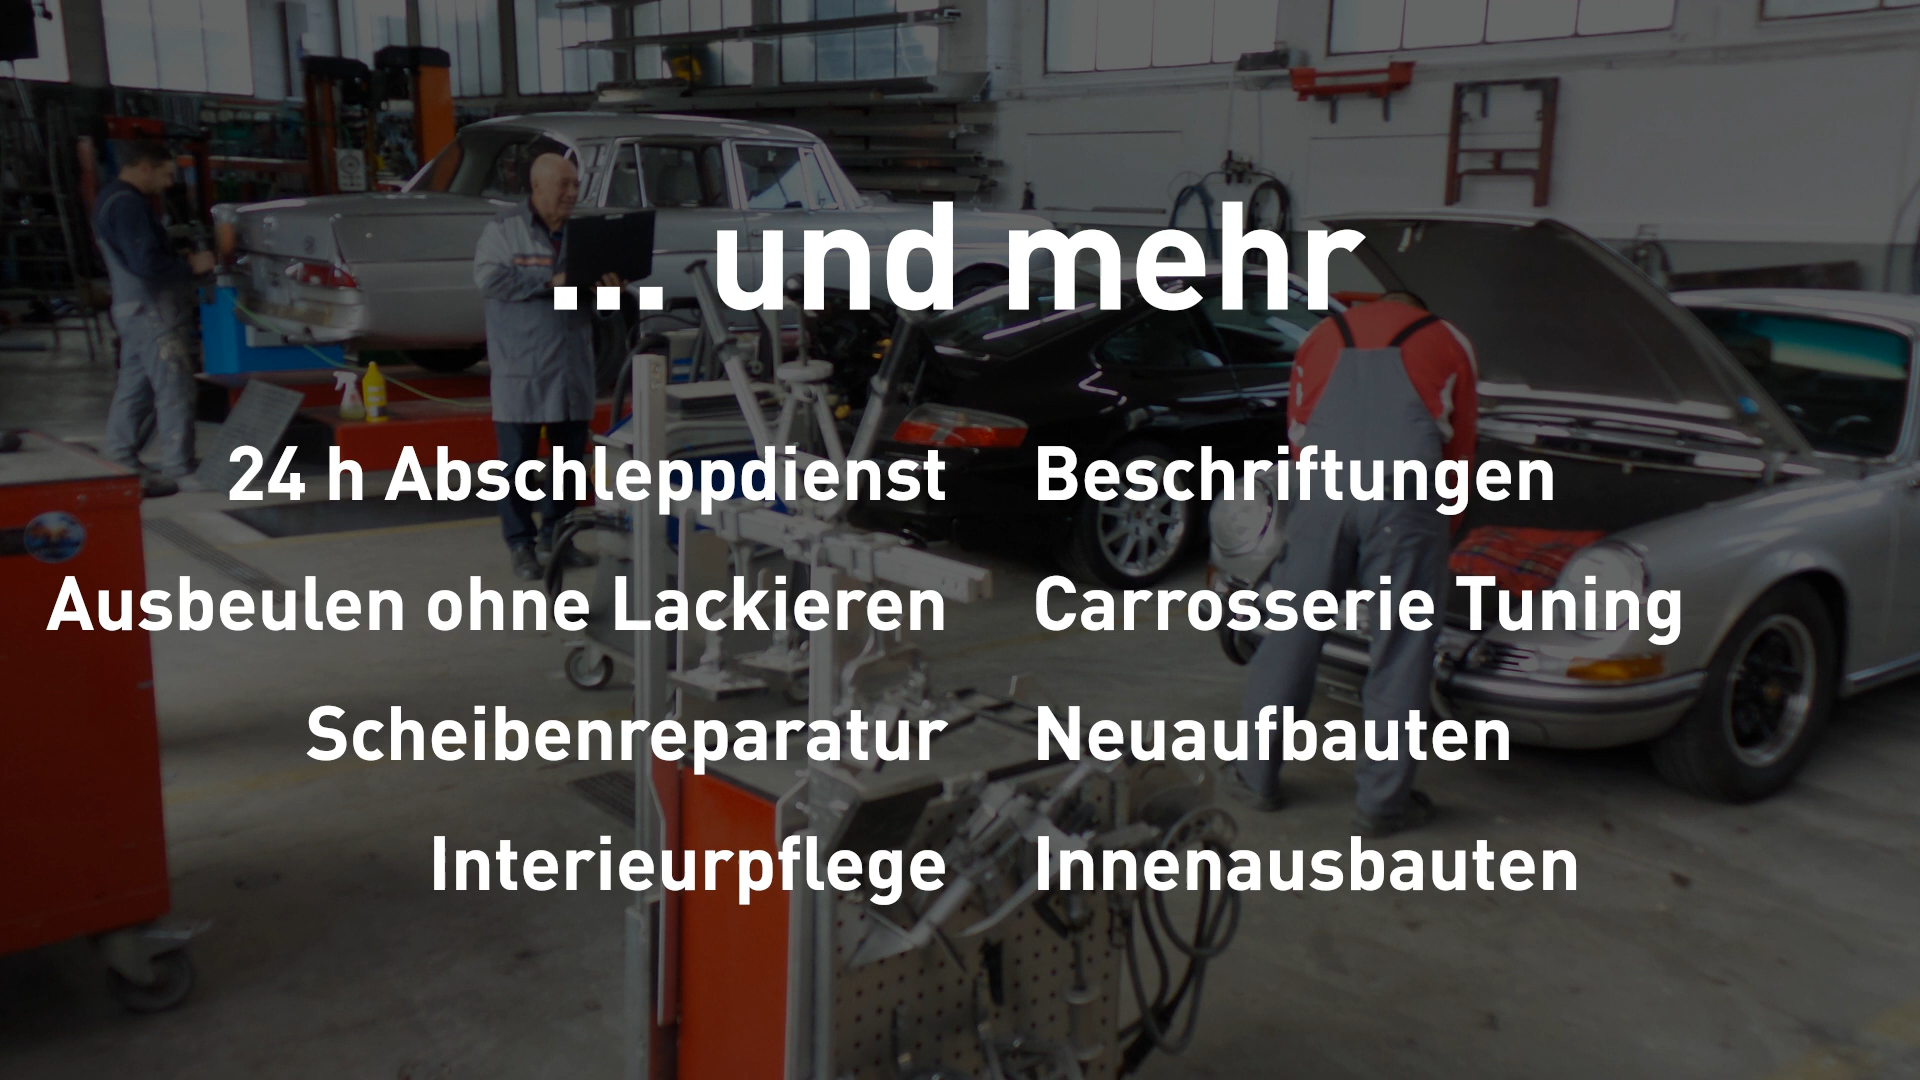 ... und mehr
24 h Abschleppdienst
Ausbeulen ohne Lackieren
Scheibenreparatur
Interieurpflege
Beschriftungen
Carrosserie Tuning
Neuaufbauten
Innenausbauten